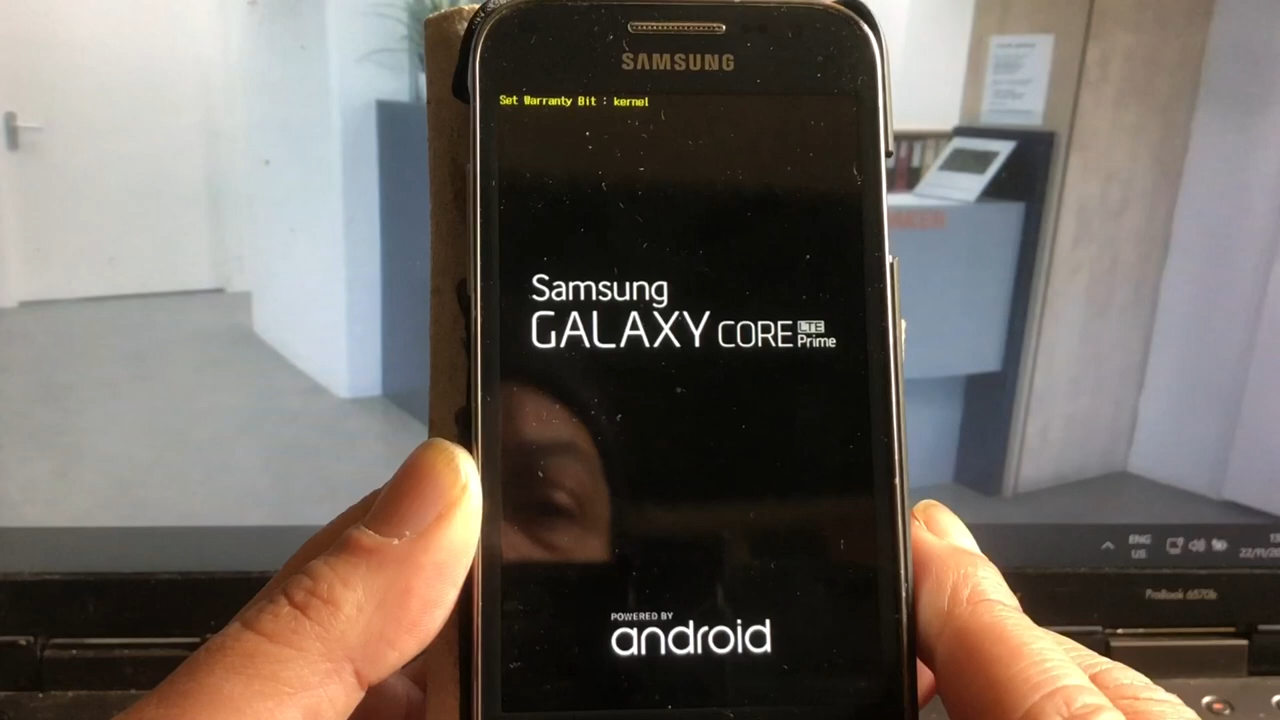 SAMSUNG
Set Warranty Bit : kernel
Samsung
GALAXY CORE LTE Prime
POWERED BY
android
ENG
US
ProBook 6570b